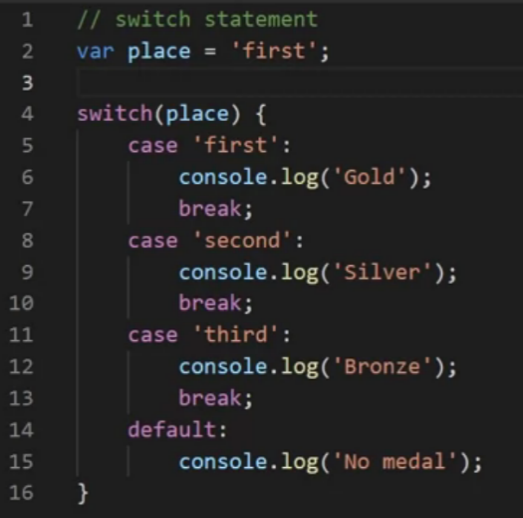 1 // switch statement
2 var place = 'first';
3
4 switch(place) {
5     case 'first':
6         console.log('Gold');
7         break;
8     case 'second':
9         console.log('Silver');
10         break;
11     case 'third':
12         console.log('Bronze');
13         break;
14     default:
15         console.log('No medal');
16 }